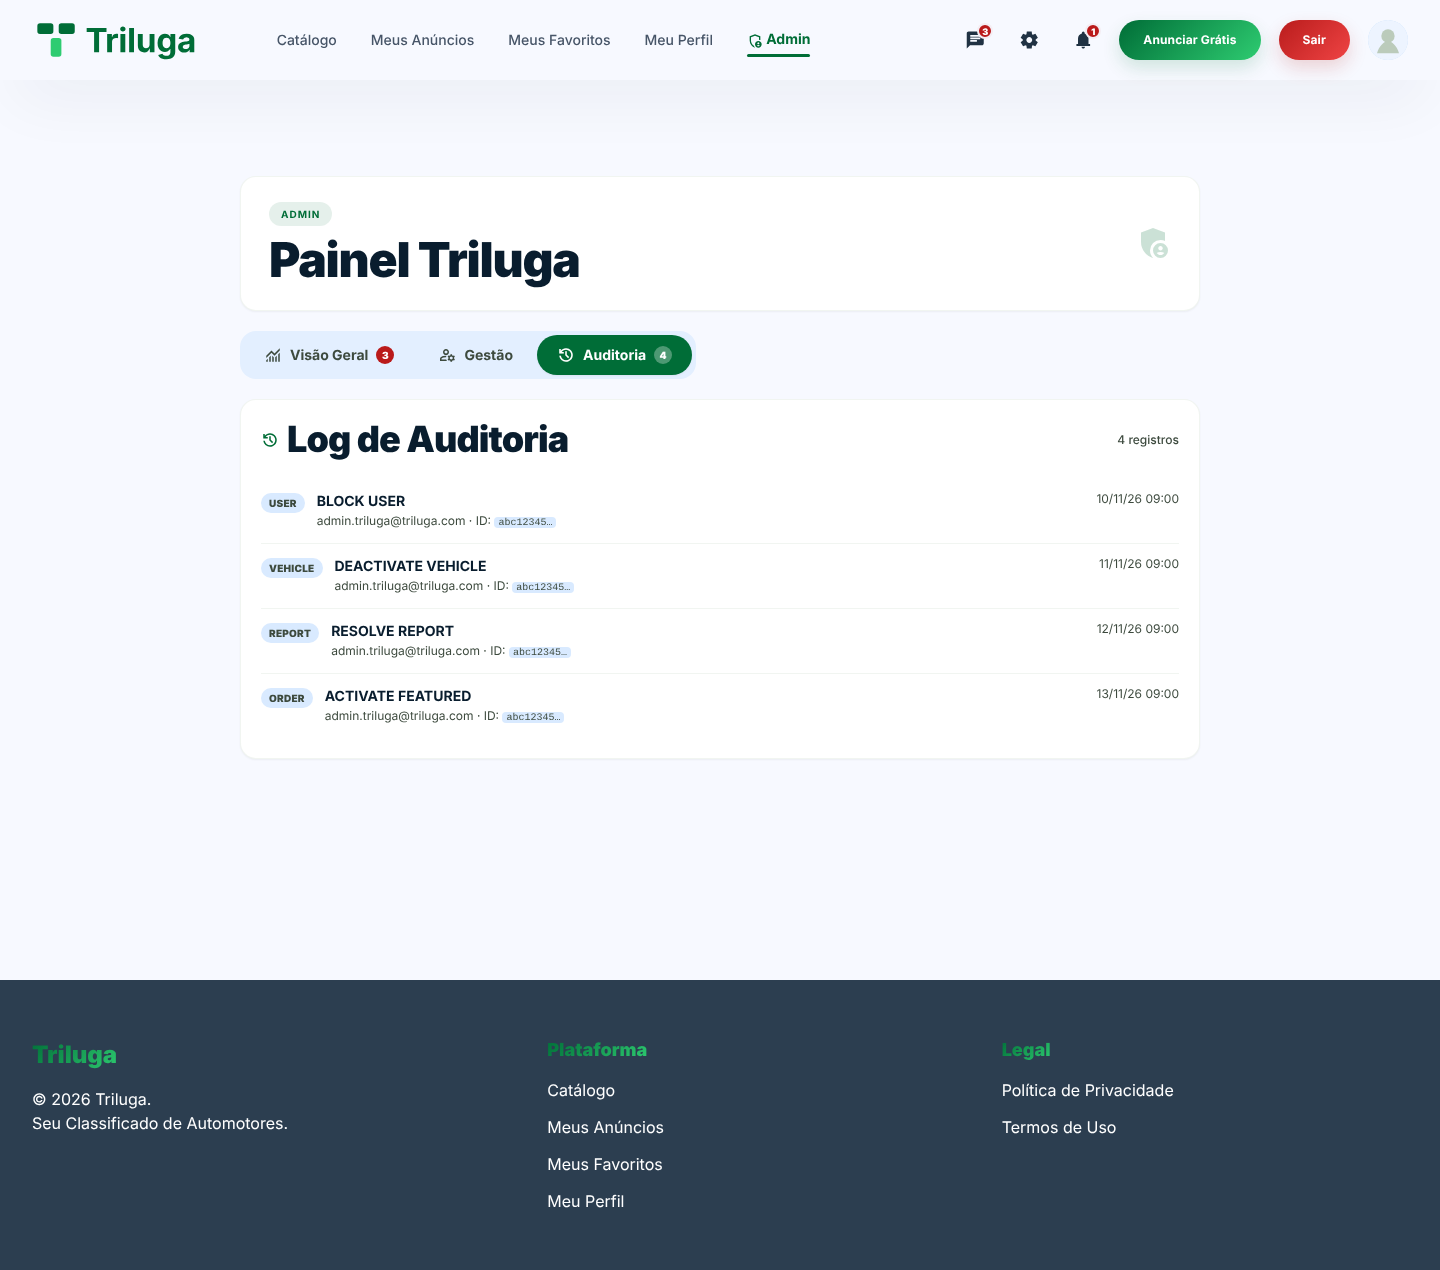 Triluga
Catálogo
Meus Anúncios
Meus Favoritos
Meu Perfil
Admin
3
1
Anunciar Grátis
Sair
ADMIN
Painel Triluga
Visão Geral 3
Gestão
Auditoria 4
Log de Auditoria
4 registros
USER
BLOCK USER
admin.triluga@triluga.com · ID: abc12345…
10/11/26 09:00
VEHICLE
DEACTIVATE VEHICLE
admin.triluga@triluga.com · ID: abc12345…
11/11/26 09:00
REPORT
RESOLVE REPORT
admin.triluga@triluga.com · ID: abc12345…
12/11/26 09:00
ORDER
ACTIVATE FEATURED
admin.triluga@triluga.com · ID: abc12345…
13/11/26 09:00
Triluga
© 2026 Triluga.
Seu Classificado de Automotores.
Plataforma
Catálogo
Meus Anúncios
Meus Favoritos
Meu Perfil
Legal
Política de Privacidade
Termos de Uso